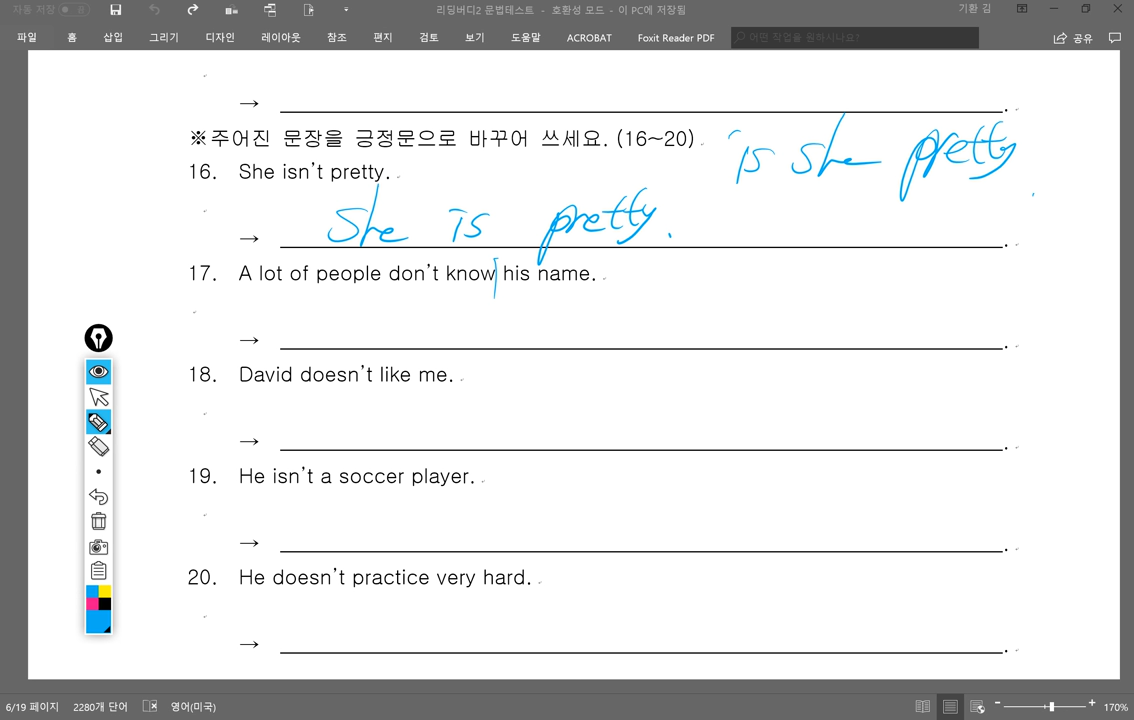 자동 저장 끔 리딩버디2 문법테스트 - 호환성 모드 - 이 PC에 저장됨 기환 김
파일 홈 삽입 그리기 디자인 레이아웃 참조 편지 검토 보기 도움말 ACROBAT Foxit Reader PDF 어떤 작업을 원하시나요? 공유
→ .
※주어진 문장을 긍정문으로 바꾸어 쓰세요. (16~20)
is she pretty
16. She isn't pretty.
→ She is pretty. .
17. A lot of people don't know his name.
→ .
18. David doesn't like me.
→ .
19. He isn't a soccer player.
→ .
20. He doesn't practice very hard.
→ .
6/19 페이지 2280개 단어 영어(미국) 170%